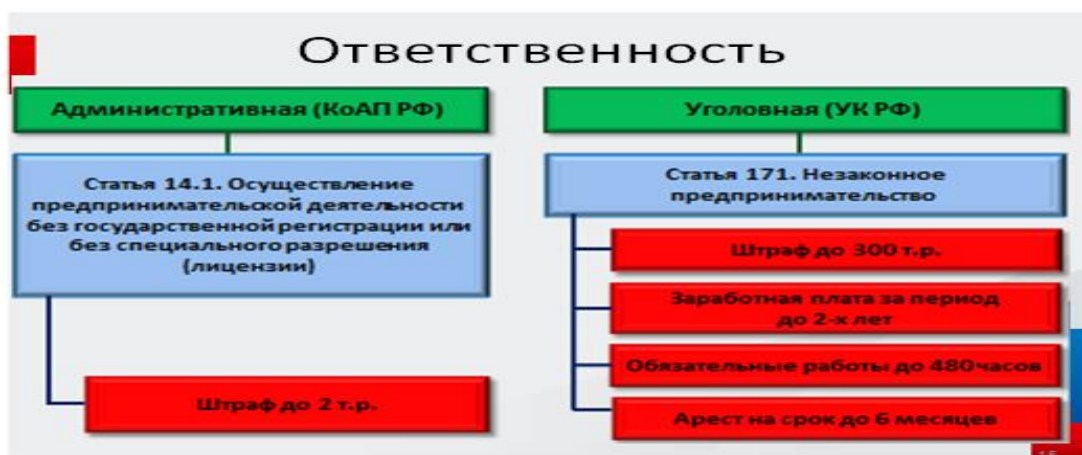 Ответственность
Административная (КоАП РФ)
Статья 14.1. Осуществление
предпринимательской деятельности
без государственной регистрации или
без специального разрешения
(лицензии)
Штраф до 2 т.р.
Уголовная (УК РФ)
Статья 171. Незаконное
предпринимательство
Штраф до 300 т.р.
Заработная плата за период
до 2-х лет
Обязательные работы до 480 часов
Арест на срок до 6 месяцев